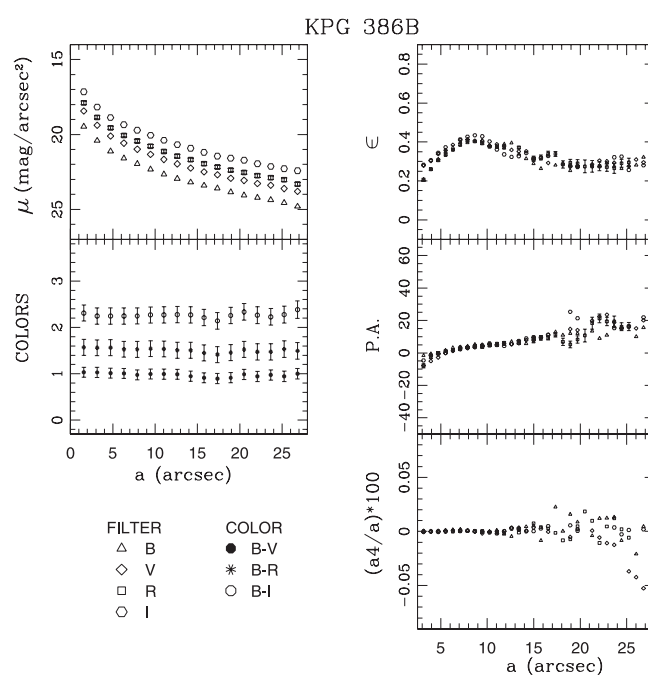 KPG 386B
μ (mag/arcsec²)
15
20
25
COLORS
3
2
1
0
0 5 10 15 20 25
a (arcsec)
FILTER COLOR
B B-V
V B-R
R B-I
I
ϵ
0.8
0.6
0.4
0.2
0
P.A.
60
40
20
0
-20
-40
(a4/a)*100
0.05
0
-0.05
5 10 15 20 25
a (arcsec)